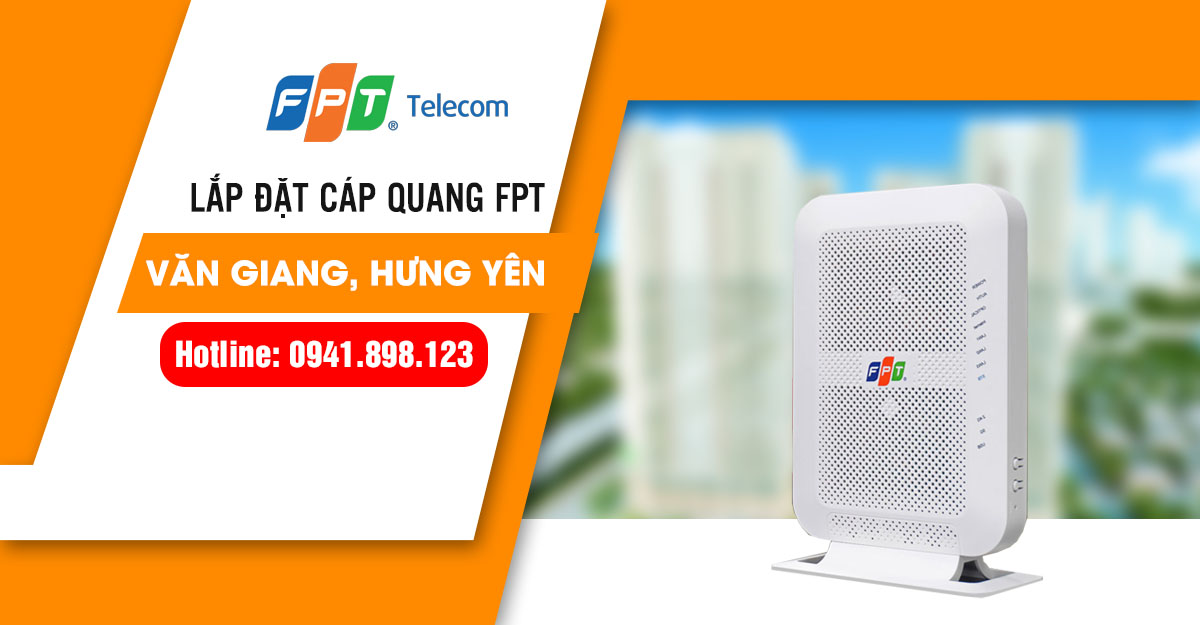 FPT® Telecom
LẮP ĐẶT CÁP QUANG FPT
VĂN GIANG, HƯNG YÊN
Hotline: 0941.898.123
FPT